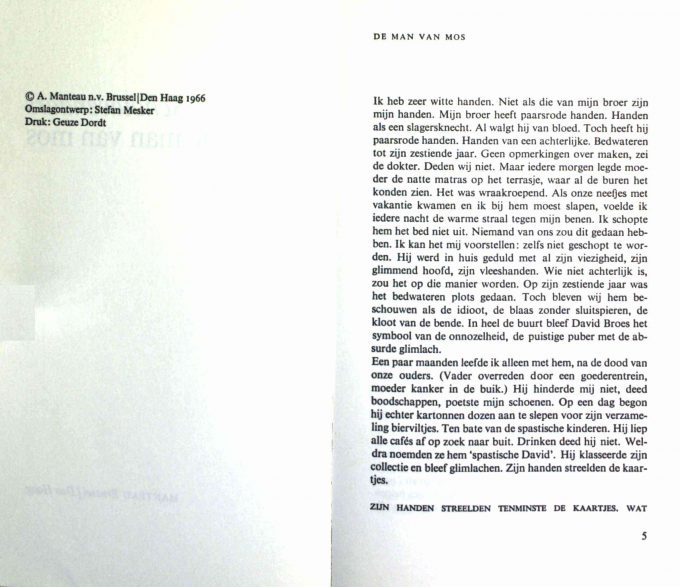 © A. Manteau n.v. Brussel|Den Haag 1966
Omslagontwerp: Stefan Mesker
Druk: Geuze Dordt
DE MAN VAN MOS
Ik heb zeer witte handen. Niet als die van mijn broer zijn
mijn handen. Mijn broer heeft paarsrode handen. Handen
als een slagersknecht. Al walgt hij van bloed. Toch heeft hij
paarsrode handen. Handen van een achterlijke. Bedwateren
tot zijn zestiende jaar. Geen opmerkingen over maken, zei
de dokter. Deden wij niet. Maar iedere morgen legde moe-
der de natte matras op het terrasje, waar al de buren het
konden zien. Het was wraakroepend. Als onze neefjes met
vakantie kwamen en ik bij hem moest slapen, voelde ik
iedere nacht de warme straal tegen mijn benen. Ik schopte
hem het bed niet uit. Niemand van ons zou dit gedaan heb-
ben. Ik kan het mij voorstellen: zelfs niet geschopt te wor-
den. Hij werd in huis geduld met al zijn viezigheid, zijn
glimmend hoofd, zijn vleeshanden. Wie niet achterlijk is,
zou het op die manier worden. Op zijn zestiende jaar was
het bedwateren plots gedaan. Toch bleven wij hem be-
schouwen als de idioot, de blaas zonder sluitspieren, de
kloot van de bende. In heel de buurt bleef David Broes het
symbool van de onnozelheid, de puistige puber met de ab-
surde glimlach.
Een paar maanden leefde ik alleen met hem, na de dood van
onze ouders. (Vader overreden door een goederentrein,
moeder kanker in de buik.) Hij hinderde mij niet, deed
boodschappen, poetste mijn schoenen. Op een dag begon
hij echter kartonnen dozen aan te slepen voor zijn verzame-
ling bierviltjes. Ten bate van de spastische kinderen. Hij liep
alle cafés af op zoek naar buit. Drinken deed hij niet. Wel-
dra noemden ze hem 'spastische David'. Hij klasseerde zijn
collectie en bleef glimlachen. Zijn handen streelden de kaar-
tjes.
ZIJN HANDEN STREELDEN TENMINSTE DE KAARTJES. WAT
5